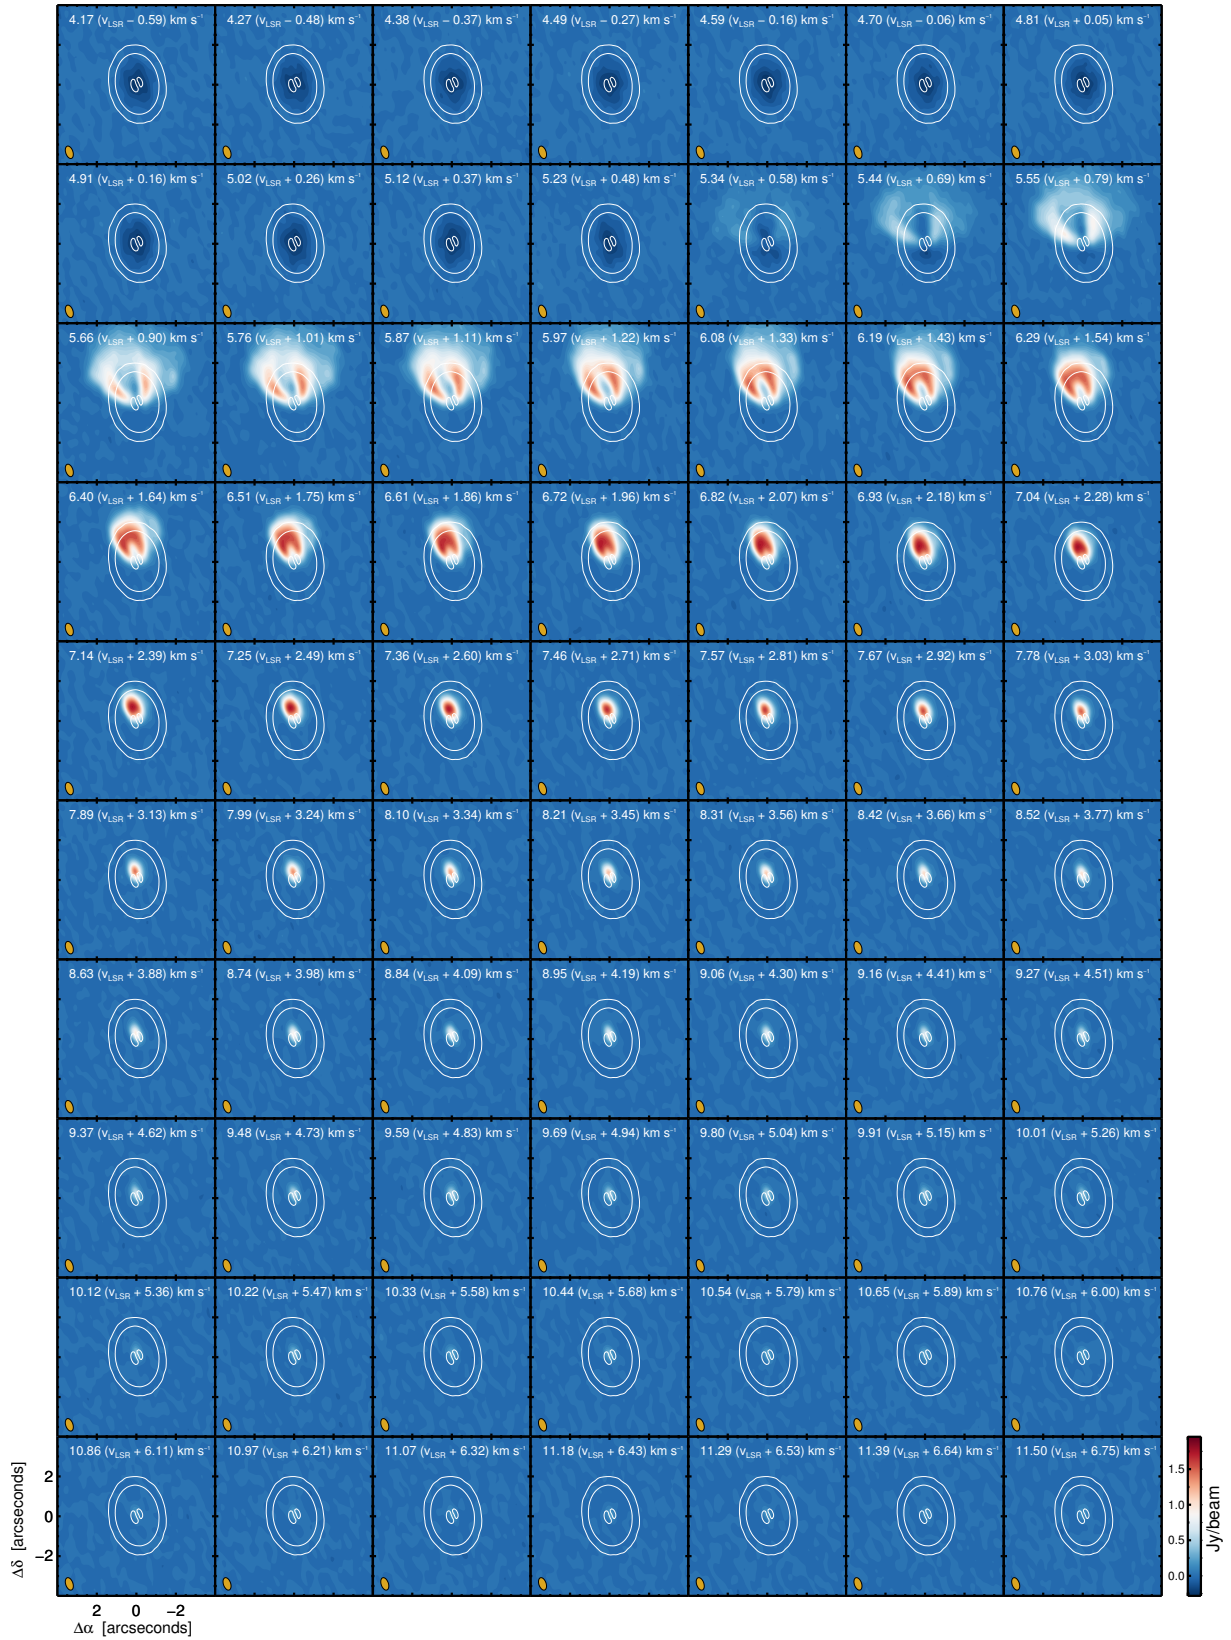 4.17 (vLSR − 0.59) km s−1 4.27 (vLSR − 0.48) km s−1 4.38 (vLSR − 0.37) km s−1 4.49 (vLSR − 0.27) km s−1 4.59 (vLSR − 0.16) km s−1 4.70 (vLSR − 0.06) km s−1 4.81 (vLSR + 0.05) km s−1
4.91 (vLSR + 0.16) km s−1 5.02 (vLSR + 0.26) km s−1 5.12 (vLSR + 0.37) km s−1 5.23 (vLSR + 0.48) km s−1 5.34 (vLSR + 0.58) km s−1 5.44 (vLSR + 0.69) km s−1 5.55 (vLSR + 0.79) km s−1
5.66 (vLSR + 0.90) km s−1 5.76 (vLSR + 1.01) km s−1 5.87 (vLSR + 1.11) km s−1 5.97 (vLSR + 1.22) km s−1 6.08 (vLSR + 1.33) km s−1 6.19 (vLSR + 1.43) km s−1 6.29 (vLSR + 1.54) km s−1
6.40 (vLSR + 1.64) km s−1 6.51 (vLSR + 1.75) km s−1 6.61 (vLSR + 1.86) km s−1 6.72 (vLSR + 1.96) km s−1 6.82 (vLSR + 2.07) km s−1 6.93 (vLSR + 2.18) km s−1 7.04 (vLSR + 2.28) km s−1
7.14 (vLSR + 2.39) km s−1 7.25 (vLSR + 2.49) km s−1 7.36 (vLSR + 2.60) km s−1 7.46 (vLSR + 2.71) km s−1 7.57 (vLSR + 2.81) km s−1 7.67 (vLSR + 2.92) km s−1 7.78 (vLSR + 3.03) km s−1
7.89 (vLSR + 3.13) km s−1 7.99 (vLSR + 3.24) km s−1 8.10 (vLSR + 3.34) km s−1 8.21 (vLSR + 3.45) km s−1 8.31 (vLSR + 3.56) km s−1 8.42 (vLSR + 3.66) km s−1 8.52 (vLSR + 3.77) km s−1
8.63 (vLSR + 3.88) km s−1 8.74 (vLSR + 3.98) km s−1 8.84 (vLSR + 4.09) km s−1 8.95 (vLSR + 4.19) km s−1 9.06 (vLSR + 4.30) km s−1 9.16 (vLSR + 4.41) km s−1 9.27 (vLSR + 4.51) km s−1
9.37 (vLSR + 4.62) km s−1 9.48 (vLSR + 4.73) km s−1 9.59 (vLSR + 4.83) km s−1 9.69 (vLSR + 4.94) km s−1 9.80 (vLSR + 5.04) km s−1 9.91 (vLSR + 5.15) km s−1 10.01 (vLSR + 5.26) km s−1
10.12 (vLSR + 5.36) km s−1 10.22 (vLSR + 5.47) km s−1 10.33 (vLSR + 5.58) km s−1 10.44 (vLSR + 5.68) km s−1 10.54 (vLSR + 5.79) km s−1 10.65 (vLSR + 5.89) km s−1 10.76 (vLSR + 6.00) km s−1
10.86 (vLSR + 6.11) km s−1 10.97 (vLSR + 6.21) km s−1 11.07 (vLSR + 6.32) km s−1 11.18 (vLSR + 6.43) km s−1 11.29 (vLSR + 6.53) km s−1 11.39 (vLSR + 6.64) km s−1 11.50 (vLSR + 6.75) km s−1
2
0
−2
Δδ [arcseconds]
2 0 −2
Δα [arcseconds]
1.5
1.0
0.5
0.0
Jy/beam